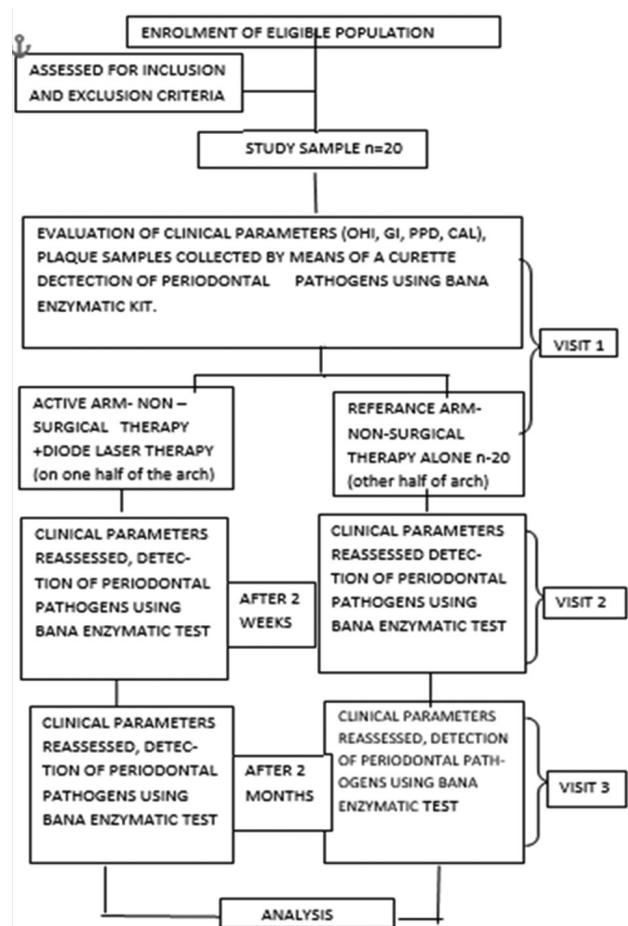 ENROLMENT OF ELIGIBLE POPULATION
ASSESSED FOR INCLUSION
AND EXCLUSION CRITERIA
STUDY SAMPLE n=20
EVALUATION OF CLINICAL PARAMETERS (OHI, GI, PPD, CAL),
PLAQUE SAMPLES COLLECTED BY MEANS OF A CURETTE
DECTECTION OF PERIODONTAL PATHOGENS USING BANA
ENZYMATIC KIT.
VISIT 1
ACTIVE ARM- NON –
SURGICAL THERAPY
+DIODE LASER THERAPY
(on one half of the arch)
REFERANCE ARM-
NON-SURGICAL
THERAPY ALONE n-20
(other half of arch)
CLINICAL PARAMETERS
REASSESSED, DETEC-
TION OF PERIODONTAL
PATHOGENS USING
BANA ENZYMATIC TEST
AFTER 2
WEEKS
CLINICAL PARAMETERS
REASSESSED DETEC-
TION OF PERIODONTAL
PATHOGENS USING
BANA ENZYMATIC TEST
VISIT 2
CLINICAL PARAMETERS
REASSESSED, DETEC-
TION OF PERIODONTAL
PATHOGENS USING
BANA ENZYMATIC TEST
AFTER 2
MONTHS
CLINICAL PARAMETERS
REASSESSED, DETECTION
OF PERIODONTAL PATH-
OGENS USING BANA
ENZYMATIC TEST
VISIT 3
ANALYSIS